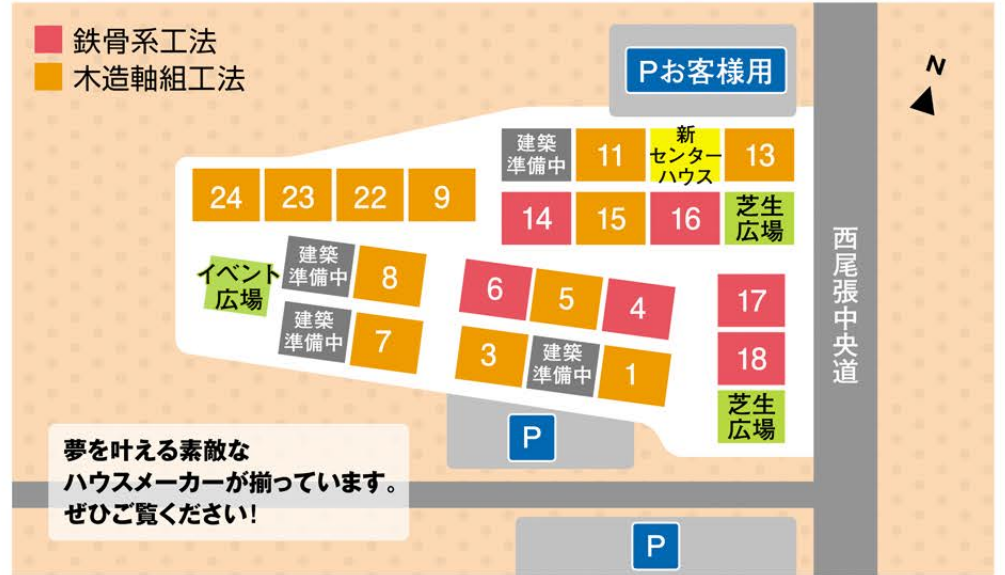 鉄骨系工法
木造軸組工法
Pお客様用
N
建築
準備中
11
新
センター
ハウス
13
24
23
22
9
14
15
16
芝生
広場
西尾張中央道
イベント
広場
建築
準備中
8
6
5
4
17
建築
準備中
7
3
建築
準備中
1
18
芝生
広場
P
夢を叶える素敵な
ハウスメーカーが揃っています。
ぜひご覧ください!
P